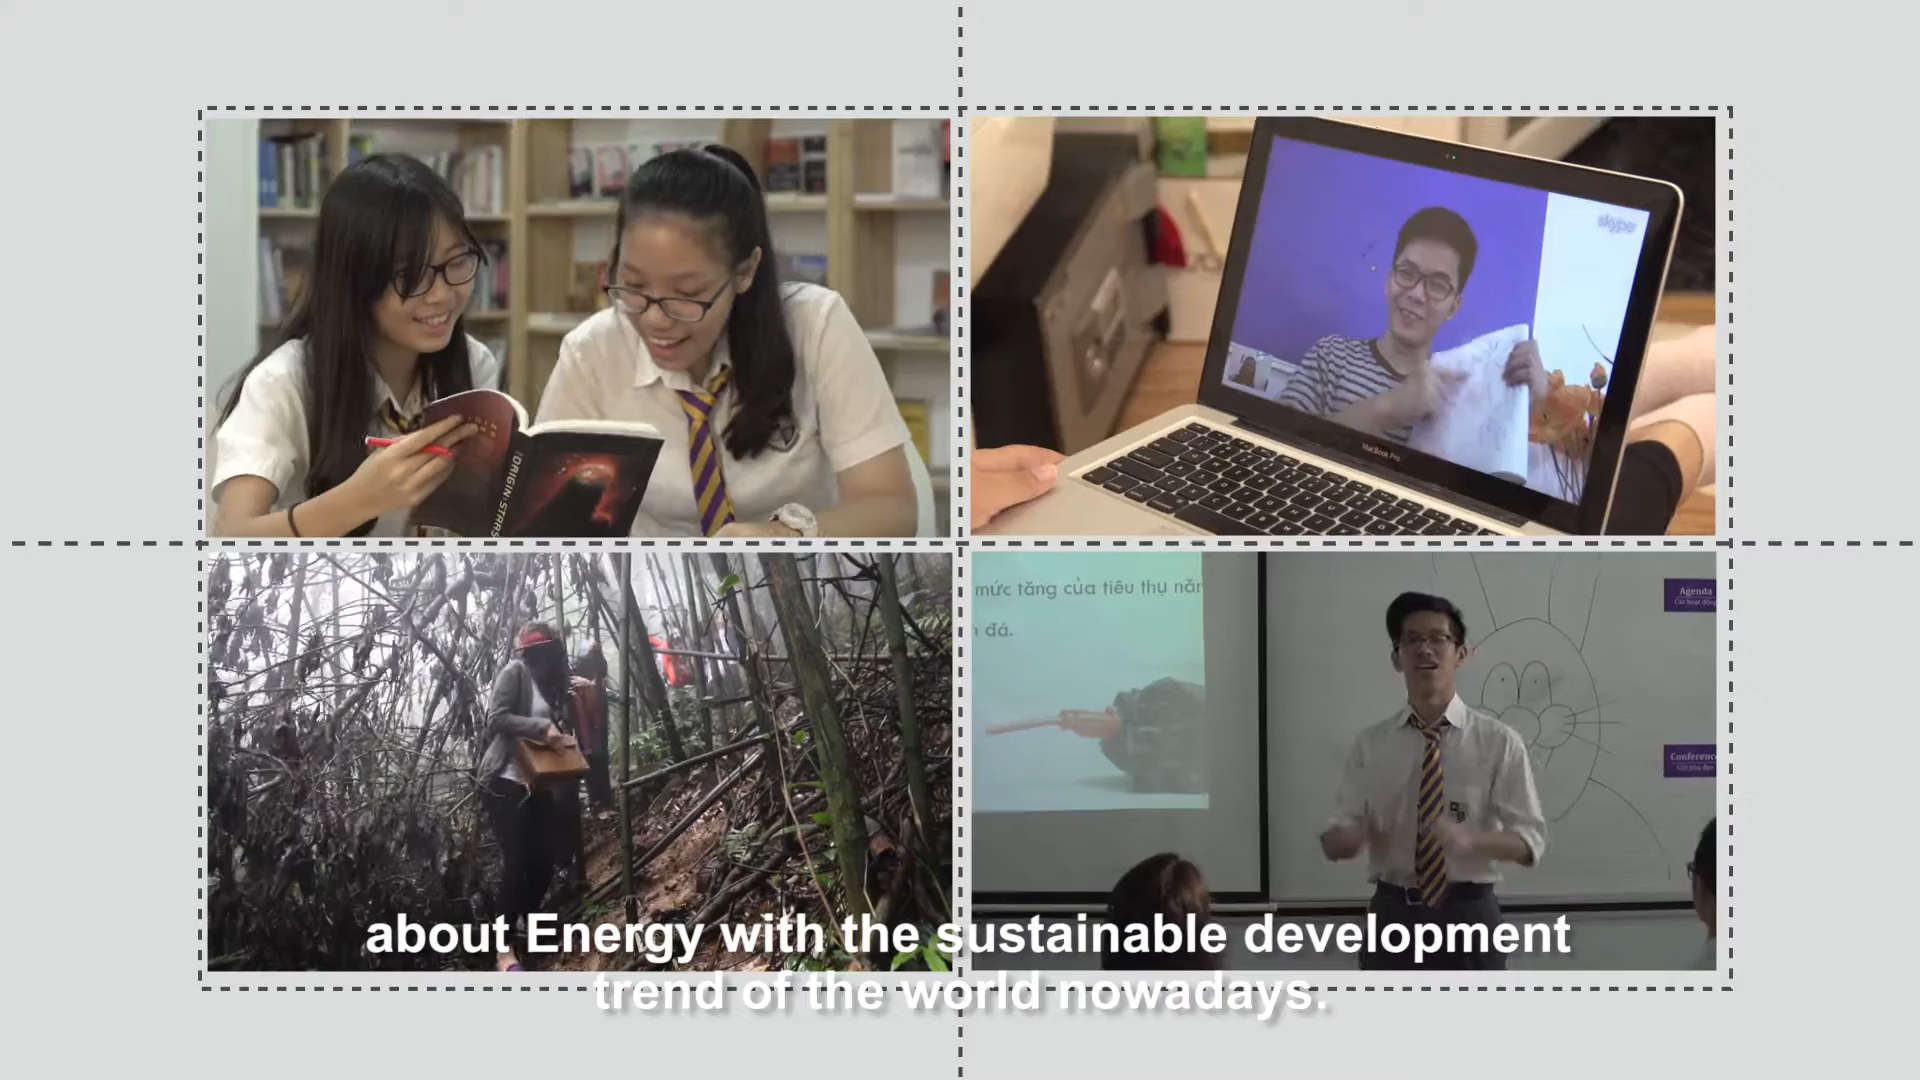 ORIGIN: STARS
skype
MacBook Pro
mức tăng của tiêu thụ năn
đá.
Agenda
Conference
about Energy with the sustainable development
trend of the world nowadays.